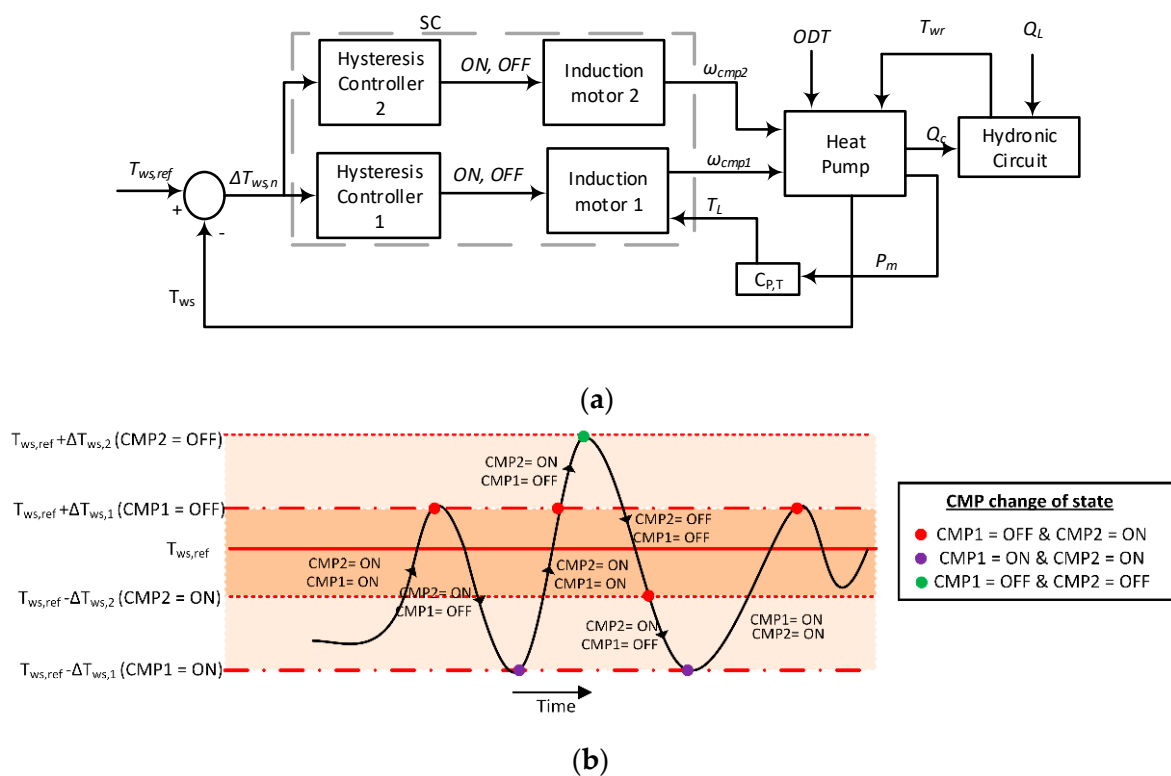 SC
Hysteresis
Controller
2
ON, OFF
Induction
motor 2
ω_cmp2
ODT
T_wr
Q_L
Heat
Pump
Q_c
Hydronic
Circuit
T_ws,ref
+
-
ΔT_ws,n
Hysteresis
Controller
1
ON, OFF
Induction
motor 1
ω_cmp1
T_L
C_P,T
P_m
T_ws
(a)
T_ws,ref +ΔT_ws,2 (CMP2 = OFF)
T_ws,ref +ΔT_ws,1 (CMP1 = OFF)
T_ws,ref
T_ws,ref -ΔT_ws,2 (CMP2 = ON)
T_ws,ref -ΔT_ws,1 (CMP1 = ON)
CMP2= ON
CMP1= ON
CMP2= ON
CMP1= OFF
CMP2= ON
CMP1= OFF
CMP2= ON
CMP1= ON
CMP2= OFF
CMP1= OFF
CMP2= ON
CMP1= OFF
CMP1= ON
CMP2= ON
Time
CMP change of state
CMP1 = OFF & CMP2 = ON
CMP1 = ON & CMP2 = ON
CMP1 = OFF & CMP2 = OFF
(b)